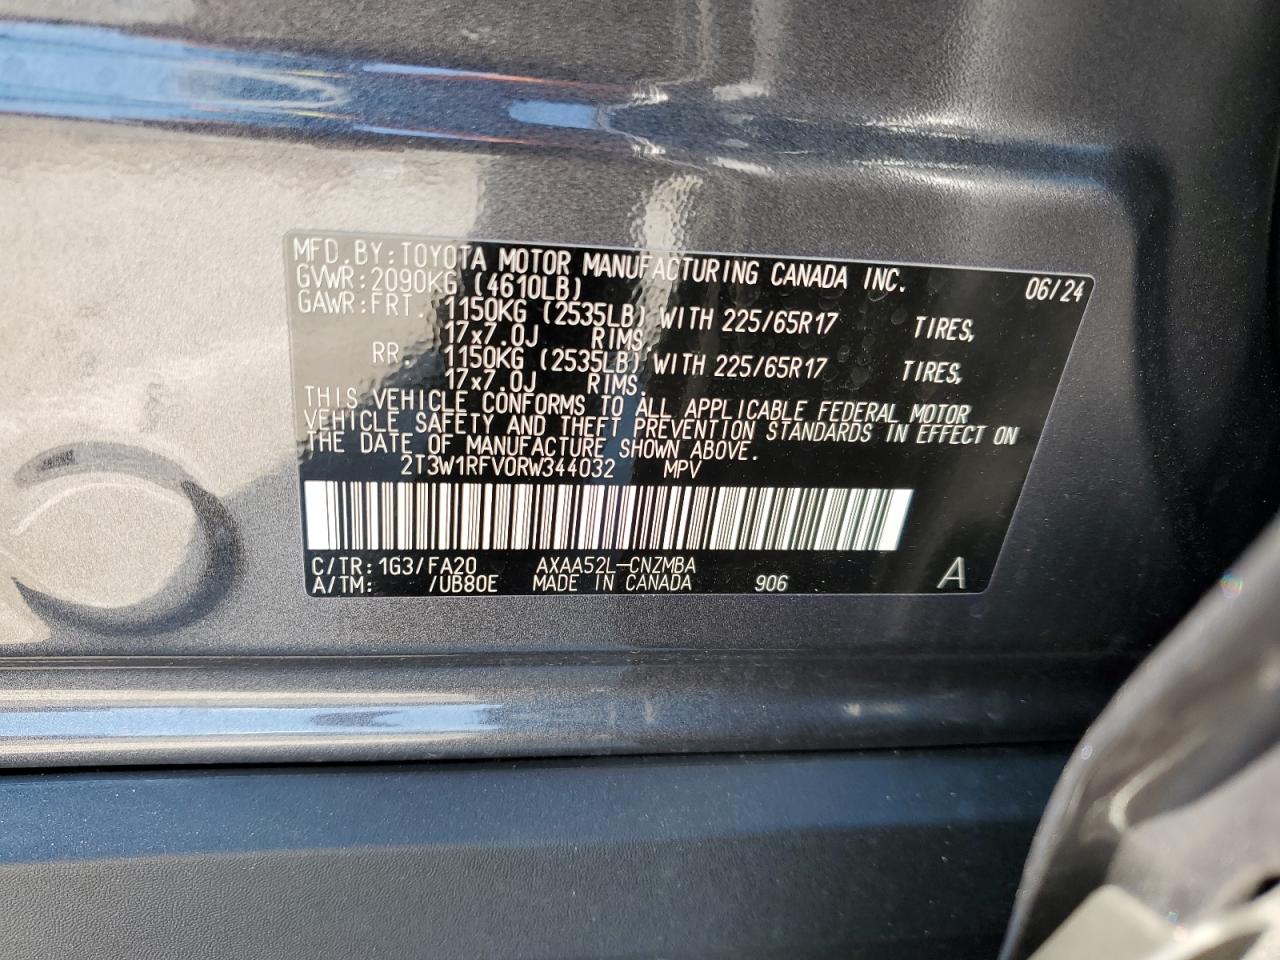 MFD.BY:TOYOTA MOTOR MANUFACTURING CANADA INC. 06/24
GVWR:2090KG (4610LB)
GAWR:FRT. 1150KG (2535LB) WITH 225/65R17 TIRES,
17x7.0J RIMS.
RR. 1150KG (2535LB) WITH 225/65R17 TIRES,
17x7.0J RIMS.
THIS VEHICLE CONFORMS TO ALL APPLICABLE FEDERAL MOTOR
VEHICLE SAFETY AND THEFT PREVENTION STANDARDS IN EFFECT ON
THE DATE OF MANUFACTURE SHOWN ABOVE.
2T3W1RFV0RW344032 MPV
C/TR:1G3/FA20 AXAA52L-CNZMBA
A/TM: /UB80E MADE IN CANADA 906 A